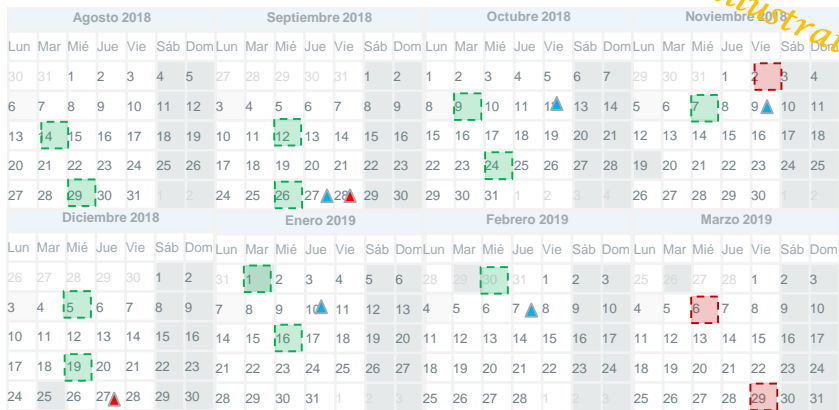 Illustrat
Agosto 2018 Septiembre 2018 Octubre 2018 Noviembre 2018
Lun Mar Mié Jue Vie Sáb Dom Lun Mar Mié Jue Vie Sáb Dom Lun Mar Mié Jue Vie Sáb Dom Lun Mar Mié Jue Vie Sáb Dom
30 31 1 2 3 4 5 27 28 29 30 31 1 2 1 2 3 4 5 6 7 29 30 31 1 2 3 4
6 7 8 9 10 11 12 3 4 5 6 7 8 9 8 9 10 11 12 13 14 5 6 7 8 9 10 11
13 14 15 16 17 18 19 10 11 12 13 14 15 16 15 16 17 18 19 20 21 12 13 14 15 16 17 18
20 21 22 23 24 25 26 17 18 19 20 21 22 23 22 23 24 25 26 27 28 19 20 21 22 23 24 25
27 28 29 30 31 1 2 24 25 26 27 28 29 30 29 30 31 2 3 4 26 27 28 29 30 1 2
Diciembre 2018 Enero 2019 Febrero 2019 Marzo 2019
Lun Mar Mié Jue Vie Sáb Dom Lun Mar Mié Jue Vie Sáb Dom Lun Mar Mié Jue Vie Sáb Dom Lun Mar Mié Jue Vie Sáb Dom
26 27 28 29 30 1 2 31 1 2 3 4 5 6 28 29 30 31 1 2 3 25 26 27 28 1 2 3
3 4 5 6 7 8 9 7 8 9 10 11 12 13 4 5 6 7 8 9 10 4 5 6 7 8 9 10
10 11 12 13 14 15 16 14 15 16 17 18 19 20 11 12 13 14 15 16 17 11 12 13 14 15 16 17
17 18 19 20 21 22 23 21 22 23 24 25 26 27 18 19 20 21 22 23 24 18 19 20 21 22 23 24
24 25 26 27 28 29 30 28 29 30 31 1 2 3 25 26 27 28 1 2 3 25 26 27 28 29 30 31